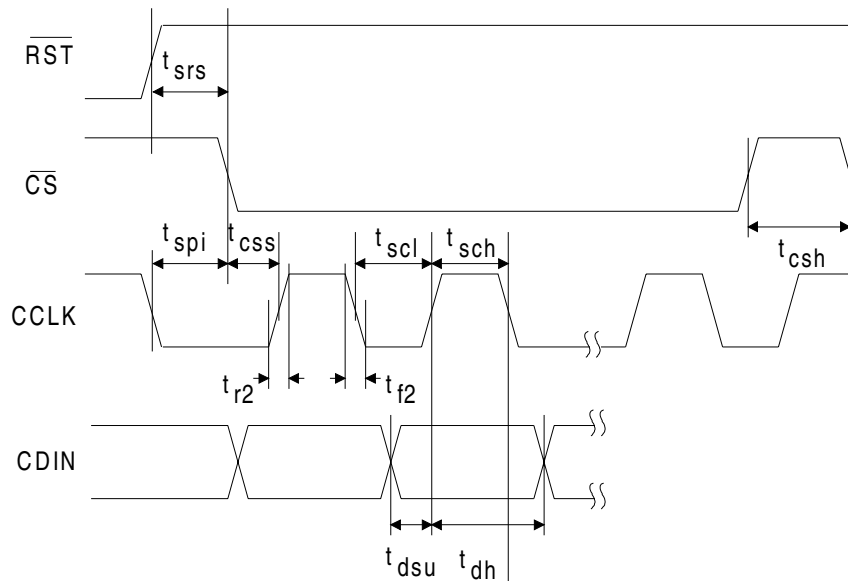 RST
t srs
CS
t spi
t css
t scl
t sch
t csh
CCLK
t r2
t f2
CDIN
t dsu
t dh